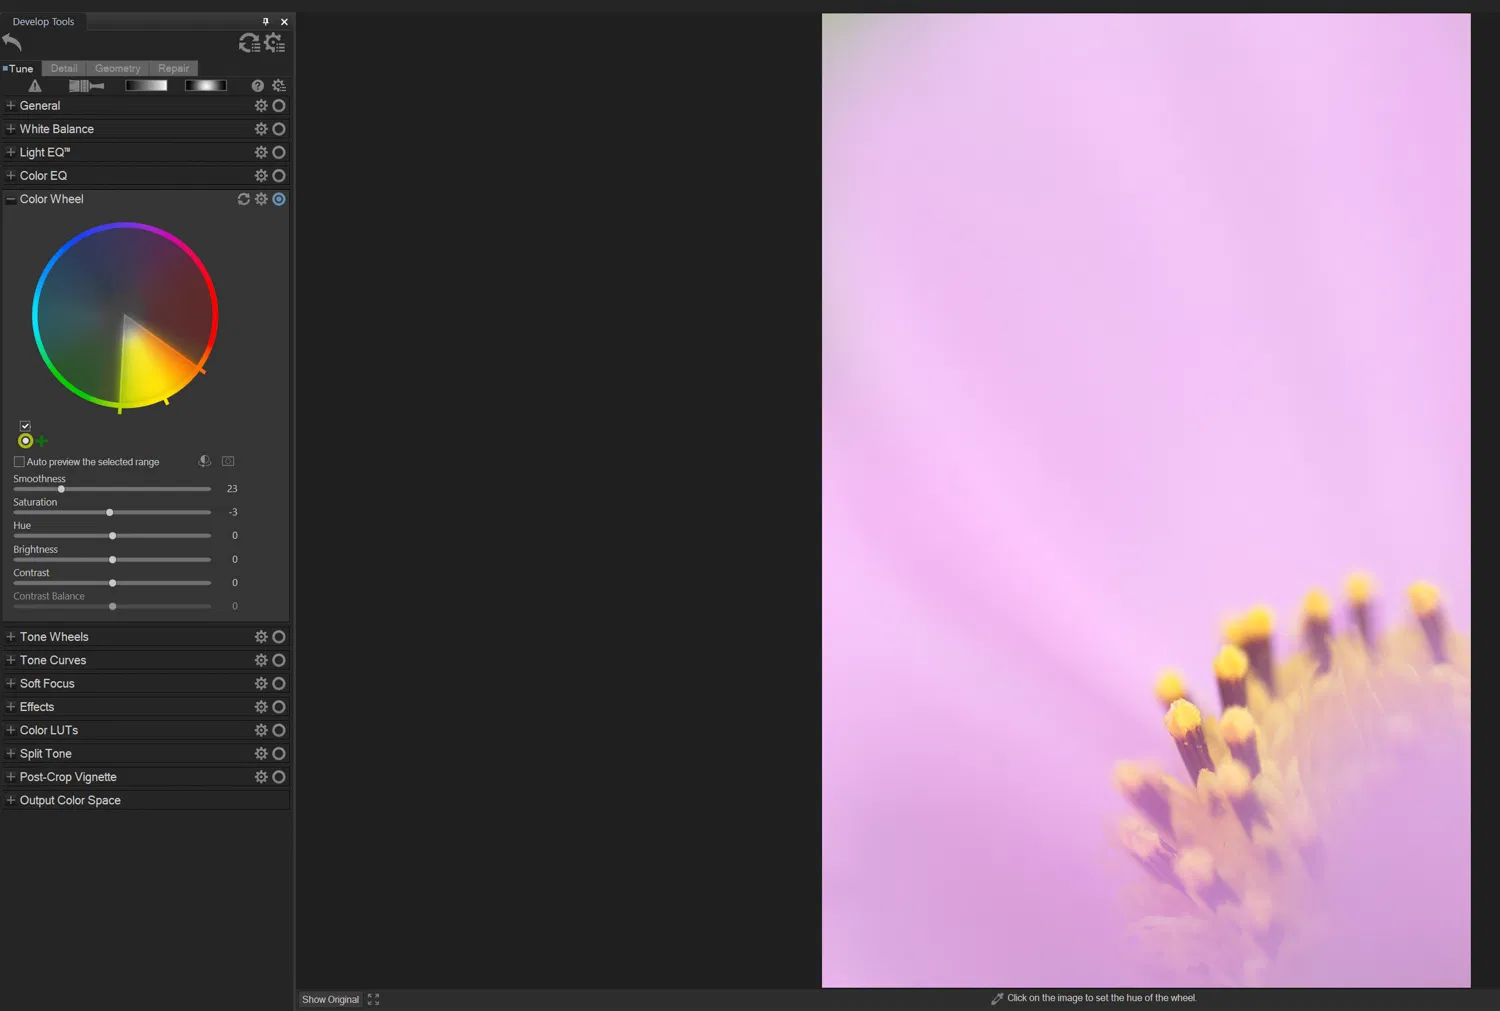 Develop Tools
Tune Detail Geometry Repair
General
White Balance
Light EQ™
Color EQ
Color Wheel
Auto preview the selected range
Smoothness
23
Saturation
-3
Hue
0
Brightness
0
Contrast
0
Contrast Balance
0
Tone Wheels
Tone Curves
Soft Focus
Effects
Color LUTs
Split Tone
Post-Crop Vignette
Output Color Space
Show Original
Click on the image to set the hue of the wheel.